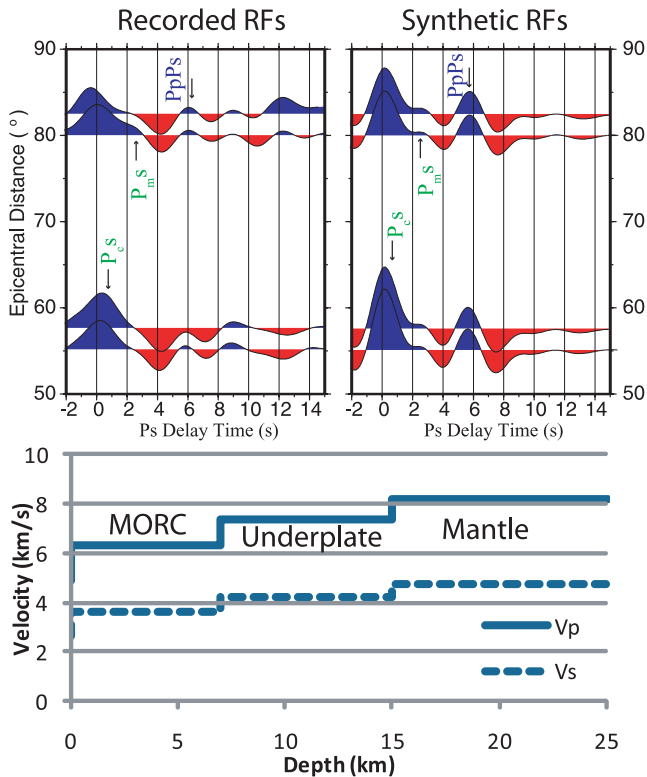 Recorded RFs
Synthetic RFs
Epicentral Distance (°)
90
80
70
60
50
PpPs
PmS
PcS
-2 0 2 4 6 8 10 12 14
Ps Delay Time (s)
PpPs
PmS
PcS
90
80
70
60
50
-2 0 2 4 6 8 10 12 14
Ps Delay Time (s)
Velocity (km/s)
10
8
6
4
2
0
MORC
Underplate
Mantle
Vp
Vs
0 5 10 15 20 25
Depth (km)